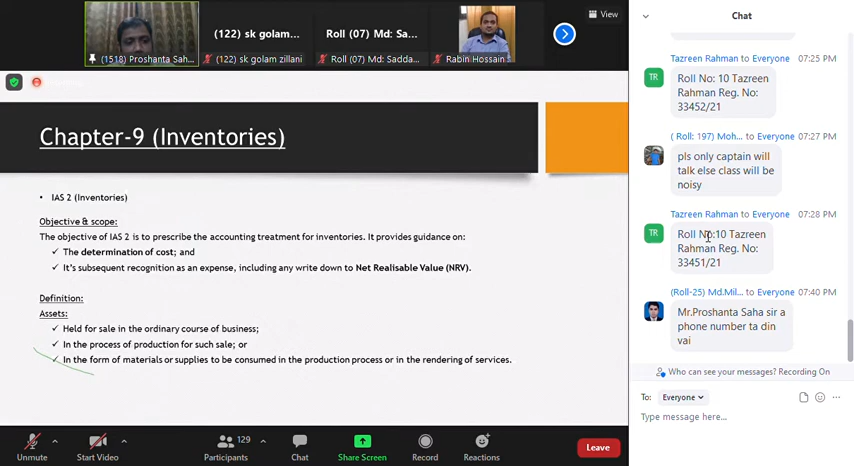 (122) sk golam ...
Roll (07) Md: Sa...
View
(1518) Proshanta Sah...
(122) sk golam zillani
Roll (07) Md: Sadda...
Rabin Hossain
Chapter-9 (Inventories)
• IAS 2 (Inventories)
Objective & scope:
The objective of IAS 2 is to prescribe the accounting treatment for inventories. It provides guidance on:
✓ The determination of cost; and
✓ It's subsequent recognition as an expense, including any write down to Net Realisable Value (NRV).
Definition:
Assets:
✓ Held for sale in the ordinary course of business;
✓ In the process of production for such sale; or
✓ In the form of materials or supplies to be consumed in the production process or in the rendering of services.
Unmute
Start Video
129
Participants
Chat
Share Screen
Record
Reactions
Leave
Chat
Tazreen Rahman to Everyone 07:25 PM
TR
Roll No: 10 Tazreen
Rahman Reg. No:
33452/21
( Roll: 197) Moh... to Everyone 07:27 PM
pls only captain will
talk else class will be
noisy
Tazreen Rahman to Everyone 07:28 PM
TR
Roll No:10 Tazreen
Rahman Reg. No:
33451/21
(Roll-25) Md.Mil... to Everyone 07:40 PM
Mr.Proshanta Saha sir a
phone number ta din
vai
Who can see your messages? Recording On
To: Everyone
Type message here...